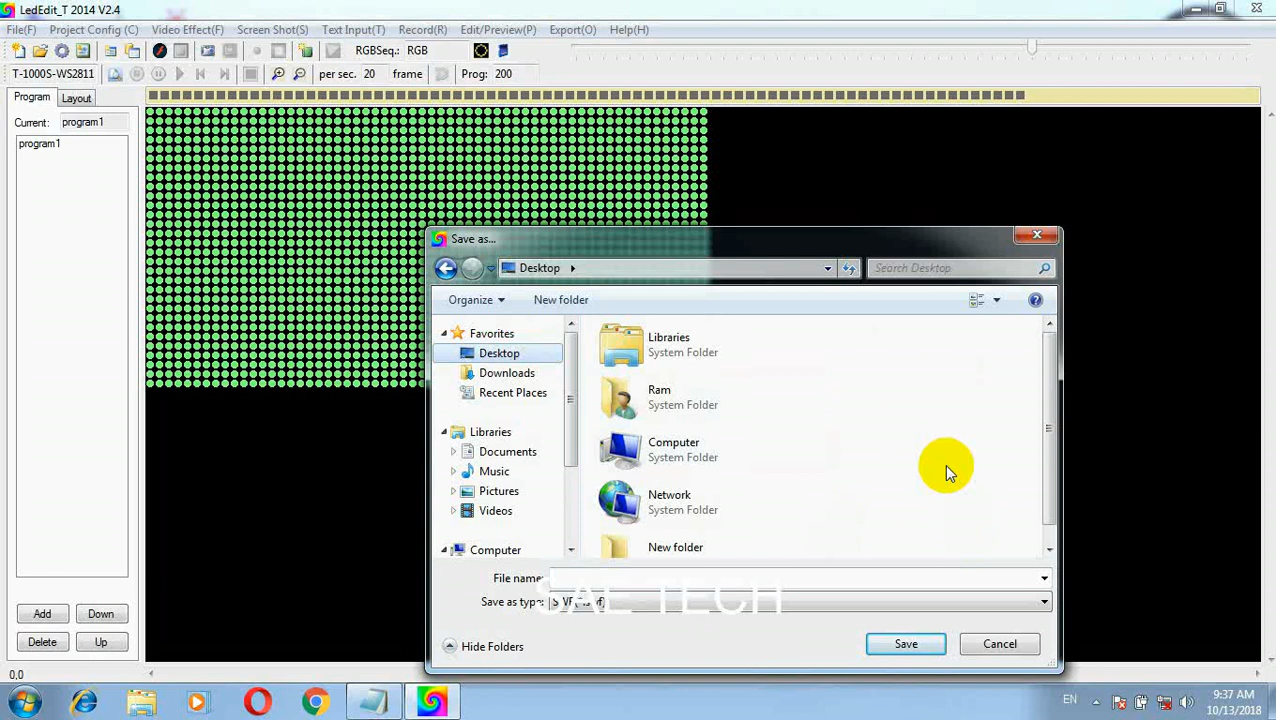 LedEdit_T 2014 V2.4
File(F) Project Config (C) Video Effect(F) Screen Shot(S) Text Input(T) Record(R) Edit/Preview(P) Export(O) Help(H)
RGBSeq.: RGB
T-1000S-WS2811 per sec. 20 frame Prog: 200
Program Layout
Current: program1
program1
Add Down
Delete Up
0,0
Save as...
Desktop
Search Desktop
Organize New folder
Favorites
Desktop
Downloads
Recent Places
Libraries
Documents
Music
Pictures
Videos
Computer
Libraries
System Folder
Ram
System Folder
Computer
System Folder
Network
System Folder
New folder
File name:
Save as type:
SAE TECH
Hide Folders Save Cancel
EN
9:37 AM
10/13/2018